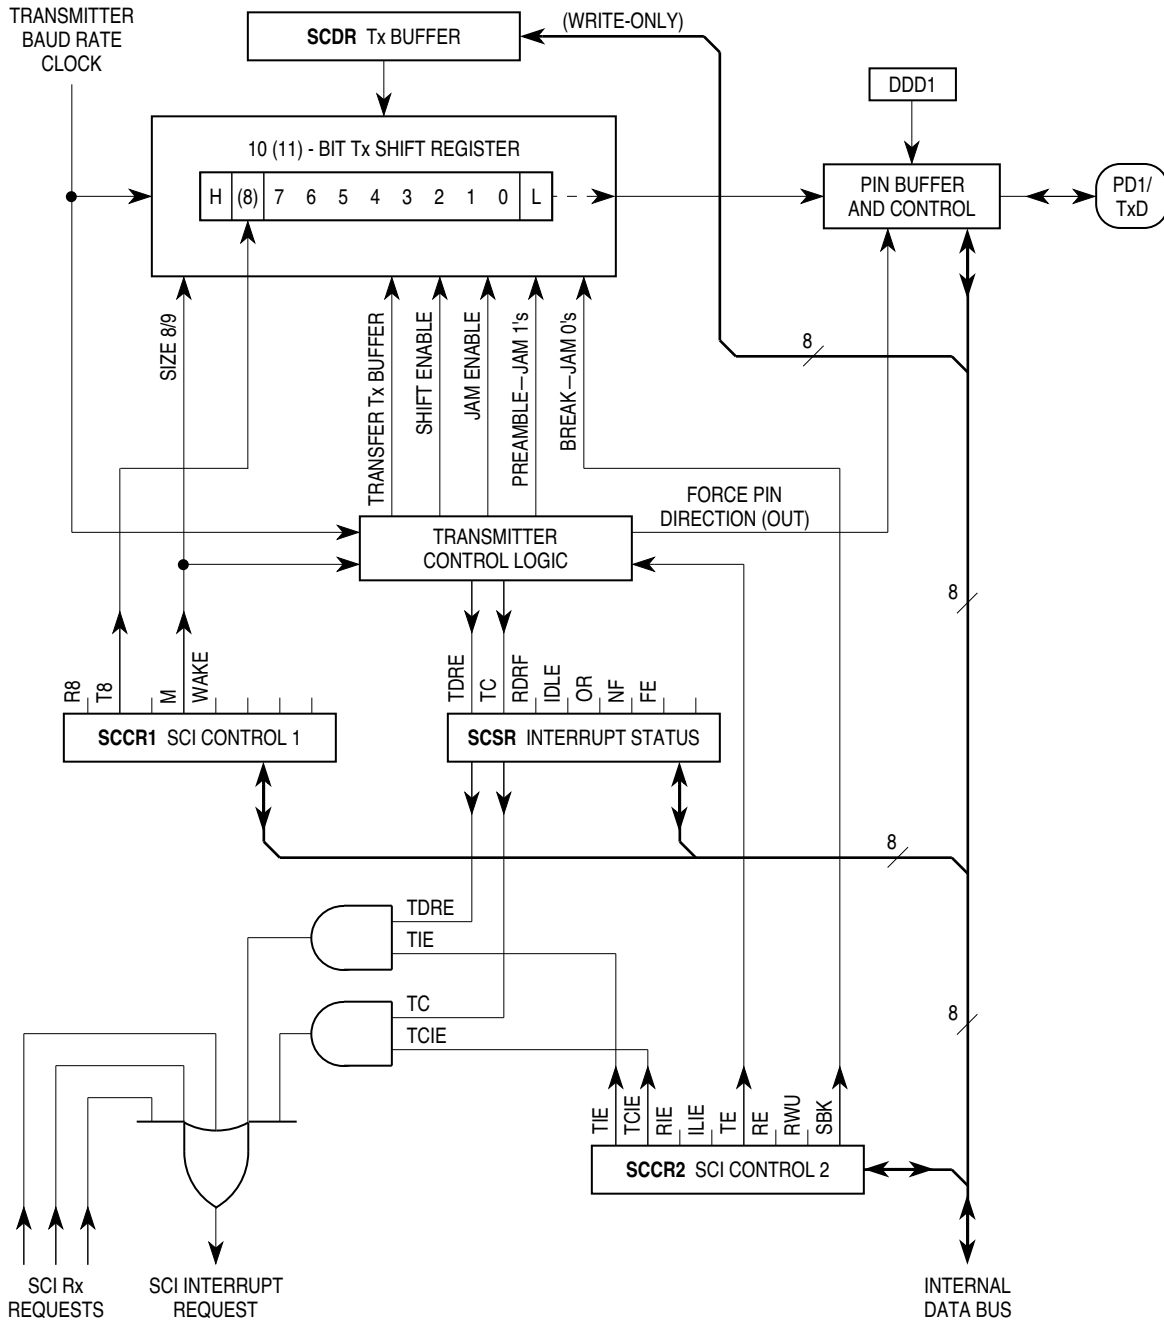 TRANSMITTER
BAUD RATE
CLOCK
SCDR Tx BUFFER
(WRITE-ONLY)
DDD1
10 (11) - BIT Tx SHIFT REGISTER
H (8) 7 6 5 4 3 2 1 0 L
PIN BUFFER
AND CONTROL
PD1/
TxD
SIZE 8/9
TRANSFER Tx BUFFER
SHIFT ENABLE
JAM ENABLE
PREAMBLE—JAM 1's
BREAK—JAM 0's
8
FORCE PIN
DIRECTION (OUT)
TRANSMITTER
CONTROL LOGIC
8
R8
T8
M
WAKE
TDRE
TC
RDRF
IDLE
OR
NF
FE
SCCR1 SCI CONTROL 1
SCSR INTERRUPT STATUS
8
TDRE
TIE
TC
TCIE
8
TIE
TCIE
RIE
ILIE
TE
RE
RWU
SBK
SCCR2 SCI CONTROL 2
SCI Rx
REQUESTS
SCI INTERRUPT
REQUEST
INTERNAL
DATA BUS